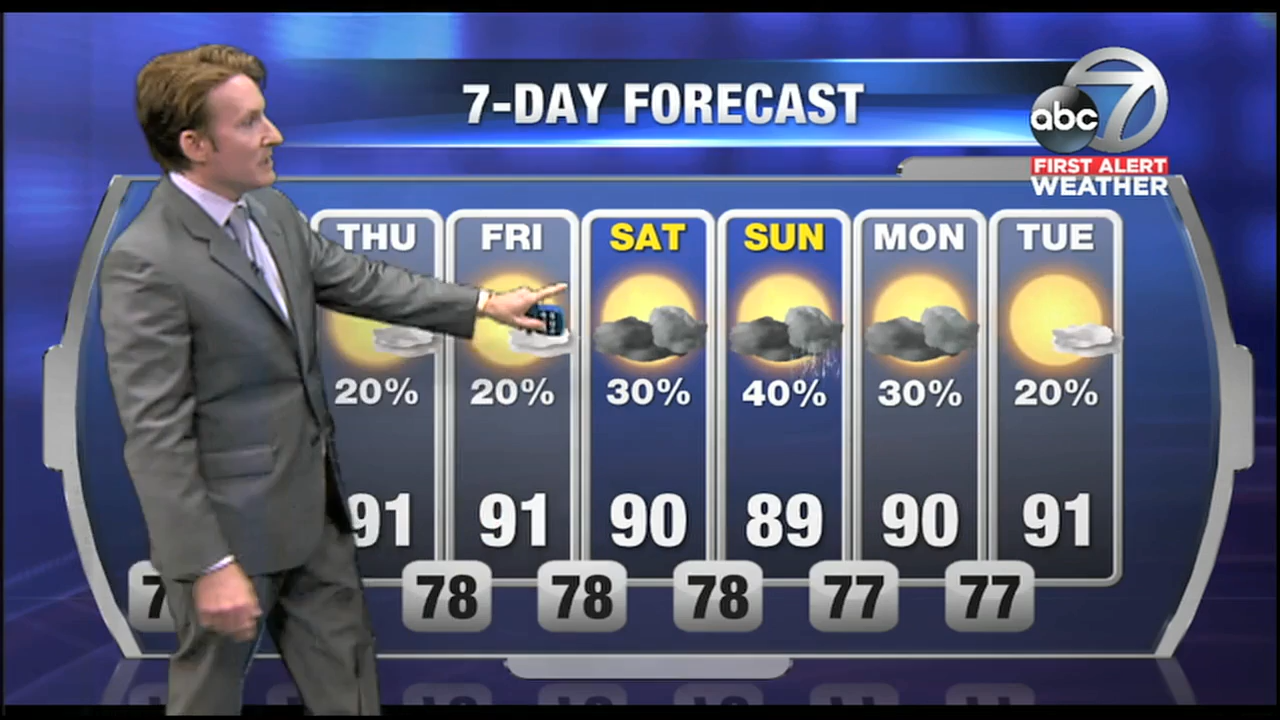 7-DAY FORECAST
abc 7
FIRST ALERT
WEATHER
THU FRI SAT SUN MON TUE
20% 20% 30% 40% 30% 20%
91 91 90 89 90 91
78 78 78 77 77